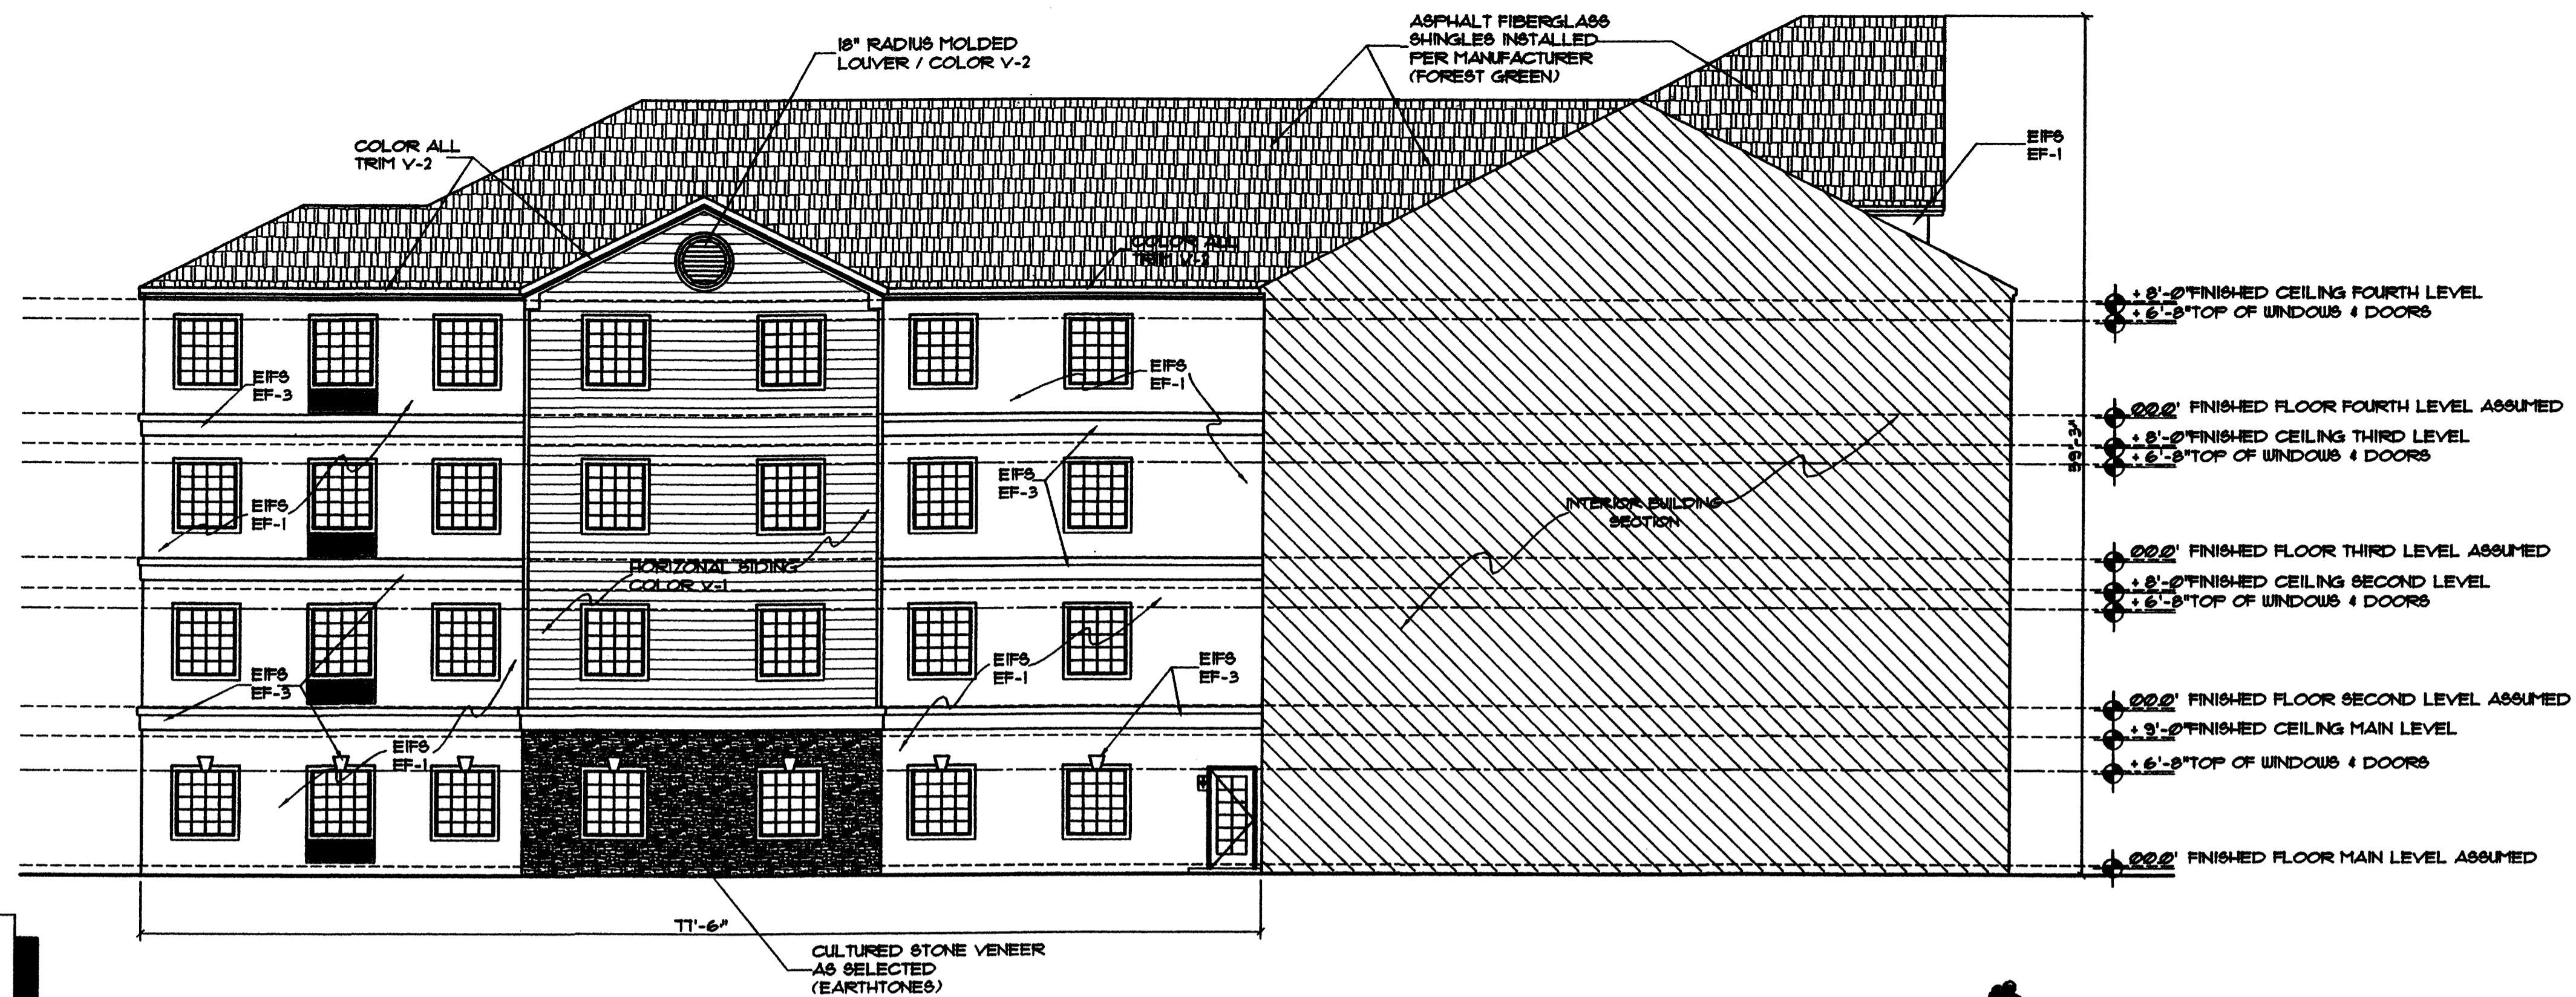 18" RADIUS MOLDED
LOUVER / COLOR V-2
ASPHALT FIBERGLASS
SHINGLES INSTALLED
PER MANUFACTURER
(FOREST GREEN)
COLOR ALL
TRIM V-2
EIFS
EF-1
COLOR ALL
TRIM V-2
+ 8'-0" FINISHED CEILING FOURTH LEVEL
+ 6'-8" TOP OF WINDOWS & DOORS
EIFS
EF-3
EIFS
EF-1
00.0' FINISHED FLOOR FOURTH LEVEL ASSUMED
+ 8'-0" FINISHED CEILING THIRD LEVEL
+ 6'-8" TOP OF WINDOWS & DOORS
59'-3"
EIFS
EF-3
EIFS
EF-1
INTERIOR BUILDING
SECTION
00.0' FINISHED FLOOR THIRD LEVEL ASSUMED
HORIZONAL SIDING
COLOR V-1
+ 8'-0" FINISHED CEILING SECOND LEVEL
+ 6'-8" TOP OF WINDOWS & DOORS
EIFS
EF-3
EIFS
EF-1
EIFS
EF-3
00.0' FINISHED FLOOR SECOND LEVEL ASSUMED
+ 9'-0" FINISHED CEILING MAIN LEVEL
EIFS
EF-1
+ 6'-8" TOP OF WINDOWS & DOORS
00.0' FINISHED FLOOR MAIN LEVEL ASSUMED
77'-6"
CULTURED STONE VENEER
AS SELECTED
(EARTHTONES)